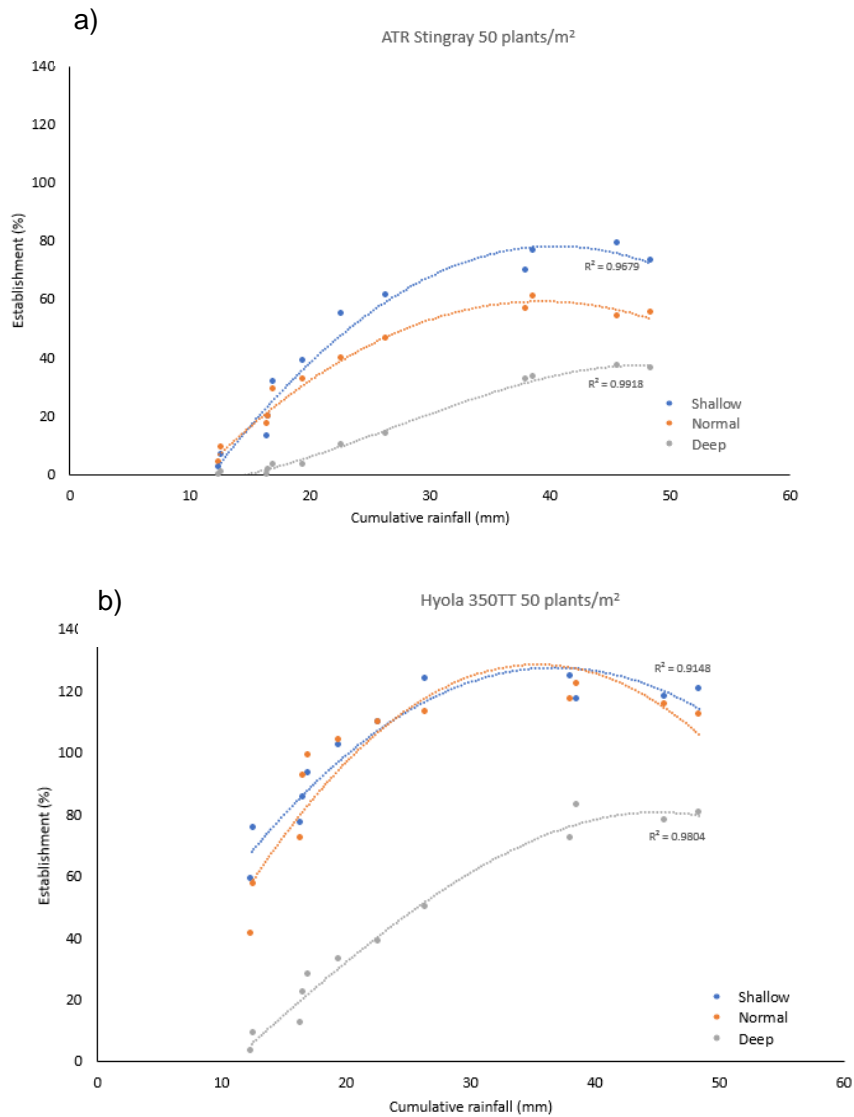 a)
ATR Stingray 50 plants/m²
140
120
100
80
60
40
20
0
Establishment (%)
R² = 0.9679
R² = 0.9918
Shallow
Normal
Deep
0 10 20 30 40 50 60
Cumulative rainfall (mm)
b)
Hyola 350TT 50 plants/m²
140
120
100
80
60
40
20
0
Establishment (%)
R² = 0.9148
R² = 0.9804
Shallow
Normal
Deep
0 10 20 30 40 50 60
Cumulative rainfall (mm)